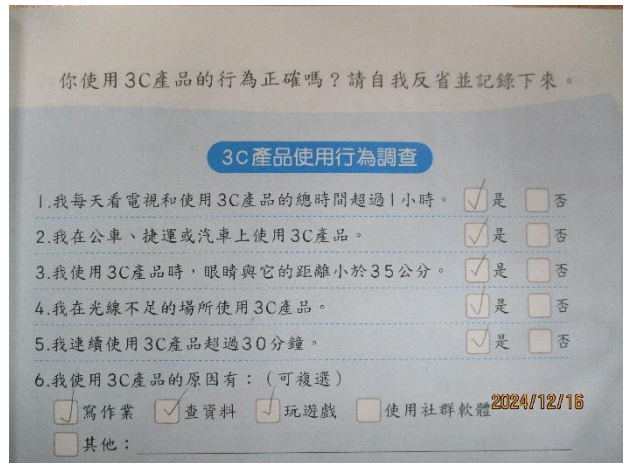 你使用3C產品的行為正確嗎？請自我反省並記錄下來。
3C產品使用行為調查
1.我每天看電視和使用3C產品的總時間超過1小時。 ☑是 ☐否
2.我在公車、捷運或汽車上使用3C產品。 ☑是 ☐否
3.我使用3C產品時，眼睛與它的距離小於35公分。 ☑是 ☐否
4.我在光線不足的場所使用3C產品。 ☑是 ☐否
5.我連續使用3C產品超過30分鐘。 ☑是 ☐否
6.我使用3C產品的原因有：（可複選）
☑寫作業 ☑查資料 ☑玩遊戲 ☐使用社群軟體 2024/12/16
☐其他：